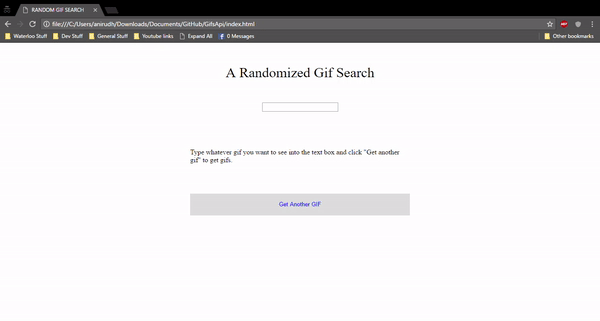 RANDOM GIF SEARCH
file:///C:/Users/anirudh/Downloads/Documents/GitHub/GifsApi/index.html
Waterloo Stuff Dev Stuff General Stuff Youtube links Expand All 0 Messages Other bookmarks
A Randomized Gif Search
Type whatever gif you want to see into the text box and click "Get another
gif" to get gifs.
Get Another GIF